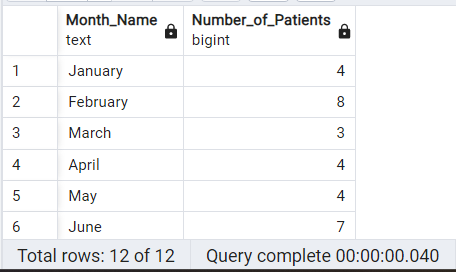 Month_Name Number_of_Patients
text bigint
1 January 4
2 February 8
3 March 3
4 April 4
5 May 4
6 June 7
Total rows: 12 of 12 Query complete 00:00:00.040